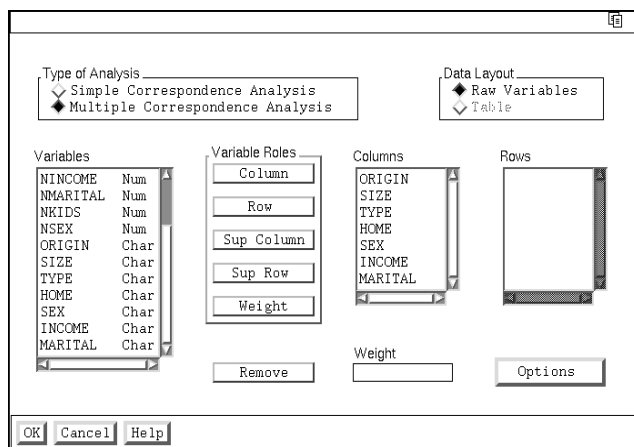 Type of Analysis
Simple Correspondence Analysis
Multiple Correspondence Analysis
Data Layout
Raw Variables
Table
Variables
NINCOME Num
NMARITAL Num
NKIDS Num
NSEX Num
ORIGIN Char
SIZE Char
TYPE Char
HOME Char
SEX Char
INCOME Char
MARITAL Char
Variable Roles
Column
Row
Sup Column
Sup Row
Weight
Remove
Columns
ORIGIN
SIZE
TYPE
HOME
SEX
INCOME
MARITAL
Weight
Rows
Options
OK Cancel Help